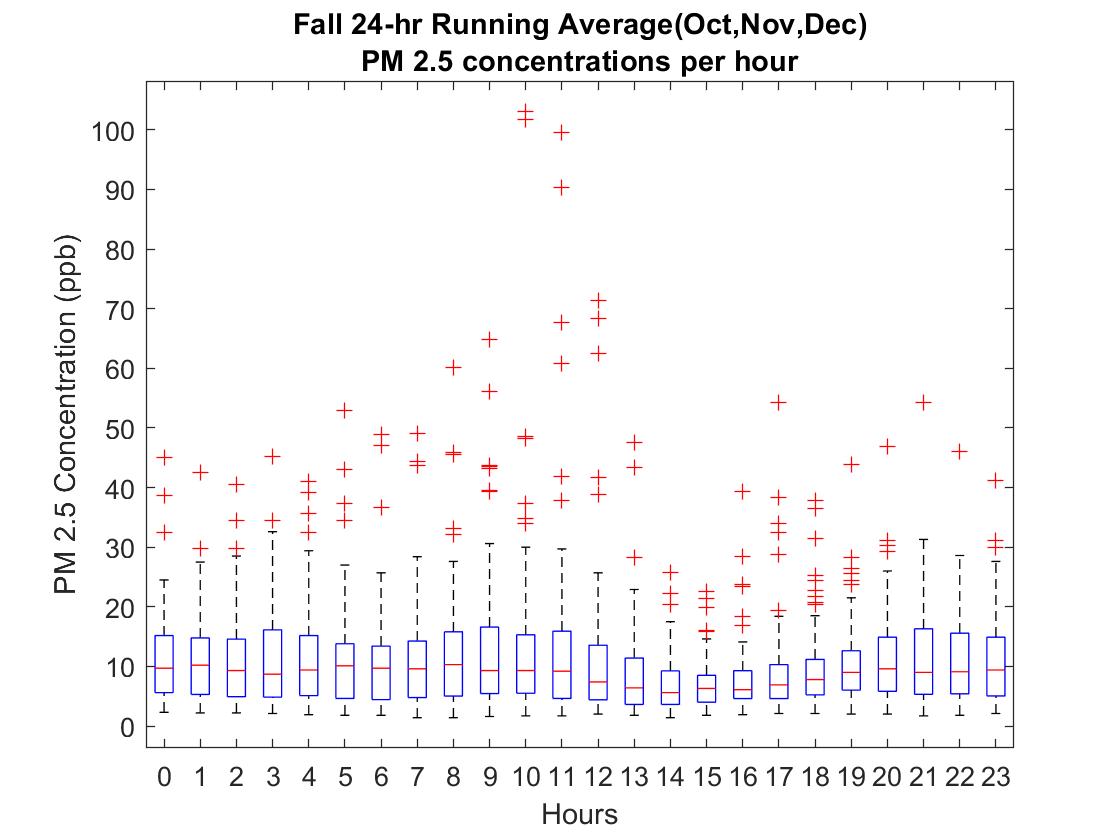 Fall 24-hr Running Average(Oct,Nov,Dec)
PM 2.5 concentrations per hour
PM 2.5 Concentration (ppb)
100
90
80
70
60
50
40
30
20
10
0
0 1 2 3 4 5 6 7 8 9 10 11 12 13 14 15 16 17 18 19 20 21 22 23
Hours